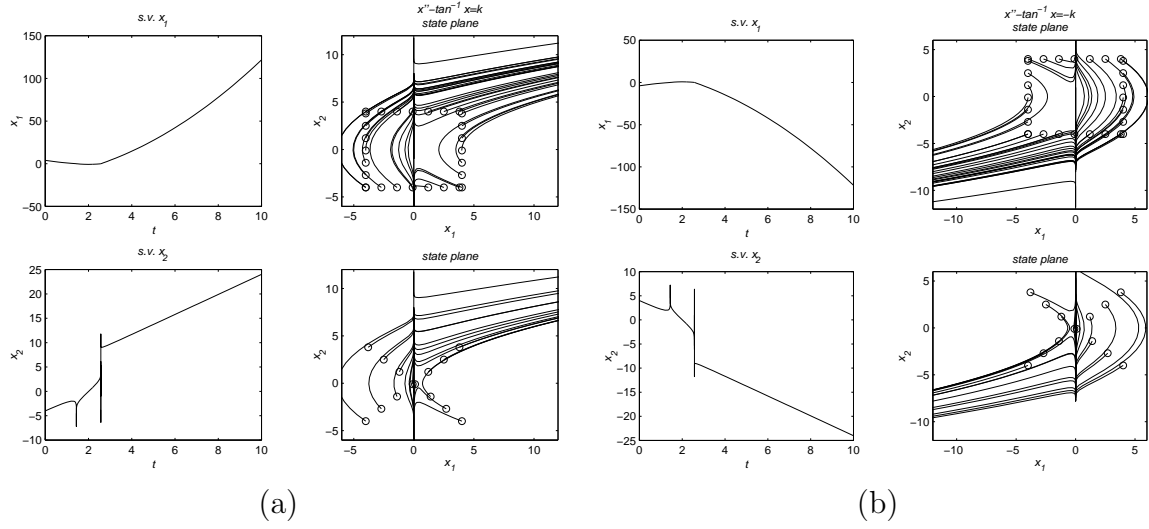 s.v. x1
x1
150
100
50
0
−50
0 2 4 6 8 10
t
x''−tan−1 x=k
state plane
x2
10
5
0
−5
−5 0 5 10
x1
s.v. x2
x2
25
20
15
10
5
0
−5
−10
0 2 4 6 8 10
t
state plane
x2
10
5
0
−5
−5 0 5 10
x1
(a)
s.v. x1
x1
50
0
−50
−100
−150
0 2 4 6 8 10
t
x''−tan−1 x=−k
state plane
x2
5
0
−5
−10
−10 −5 0 5
x1
s.v. x2
x2
10
5
0
−5
−10
−15
−20
−25
0 2 4 6 8 10
t
state plane
x2
5
0
−5
−10
−10 −5 0 5
x1
(b)